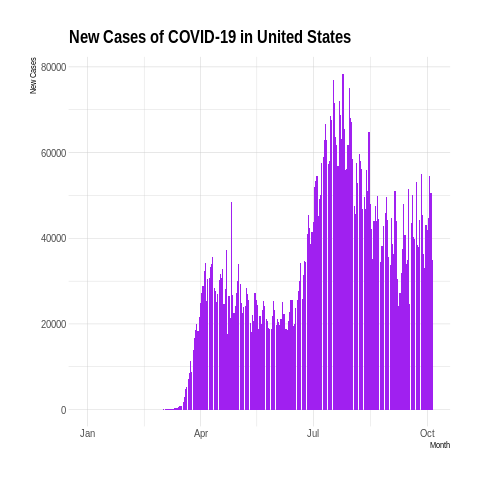 New Cases of COVID-19 in United States
New Cases
80000
60000
40000
20000
0
Jan Apr Jul Oct
Month